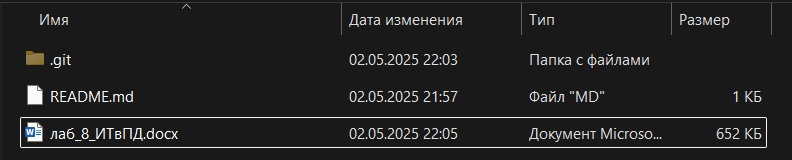 Имя Дата изменения Тип Размер
.git 02.05.2025 22:03 Папка с файлами
README.md 02.05.2025 21:57 Файл "MD" 1 КБ
лаб_8_ИТвПД.docx 02.05.2025 22:05 Документ Microso... 652 КБ